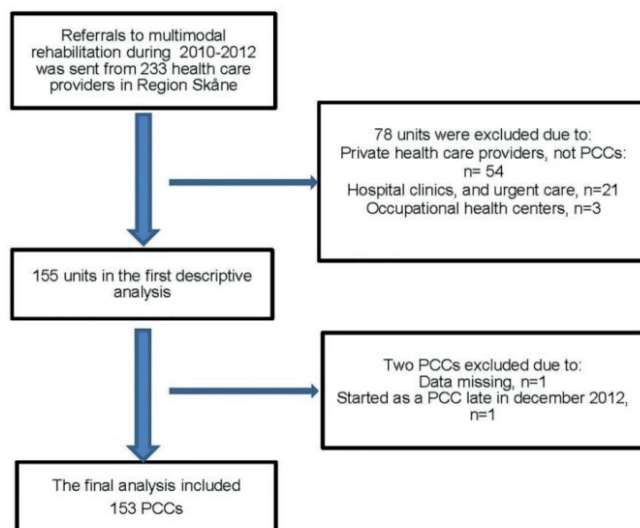 Referrals to multimodal
rehabilitation during 2010-2012
was sent from 233 health care
providers in Region Skåne
78 units were excluded due to:
Private health care providers, not PCCs:
n= 54
Hospital clinics, and urgent care, n=21
Occupational health centers, n=3
155 units in the first descriptive
analysis
Two PCCs excluded due to:
Data missing, n=1
Started as a PCC late in december 2012,
n=1
The final analysis included
153 PCCs